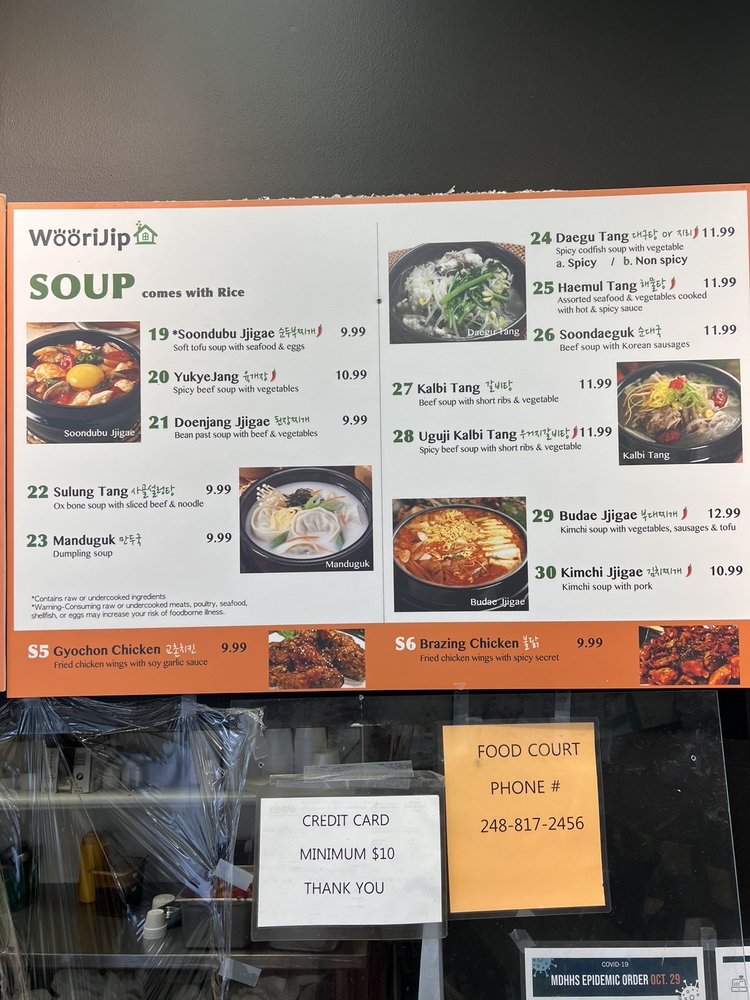 WooriJip
SOUP comes with Rice
19 *Soondubu Jjigae 순두부찌개 9.99
Soft tofu soup with seafood & eggs
20 YukyeJang 육개장 10.99
Spicy beef soup with vegetables
21 Doenjang Jjigae 된장찌개 9.99
Bean past soup with beef & vegetables
Soondubu Jjigae
22 Sulung Tang 사골설렁탕 9.99
Ox bone soup with sliced beef & noodle
23 Manduguk 만두국 9.99
Dumpling soup
Manduguk
*Contains raw or undercooked ingredients
*Warning-Consuming raw or undercooked meats, poultry, seafood,
shellfish, or eggs may increase your risk of foodborne illness.
Daegu Tang
24 Daegu Tang 대구탕 or 지리 11.99
Spicy codfish soup with vegetable
a. Spicy / b. Non spicy
25 Haemul Tang 해물탕 11.99
Assorted seafood & vegetables cooked
with hot & spicy sauce
26 Soondaeguk 순대국 11.99
Beef soup with Korean sausages
27 Kalbi Tang 갈비탕 11.99
Beef soup with short ribs & vegetable
28 Uguji Kalbi Tang 우거지갈비탕 11.99
Spicy beef soup with short ribs & vegetable
Kalbi Tang
Budae Jjigae
29 Budae Jjigae 부대찌개 12.99
Kimchi soup with vegetables, sausages & tofu
30 Kimchi Jjigae 김치찌개 10.99
Kimchi soup with pork
S5 Gyochon Chicken 교촌치킨 9.99
Fried chicken wings with soy garlic sauce
S6 Brazing Chicken 불닭 9.99
Fried chicken wings with spicy secret
CREDIT CARD
MINIMUM $10
THANK YOU
FOOD COURT
PHONE #
248-817-2456
COVID-19
MDHHS EPIDEMIC ORDER OCT. 29